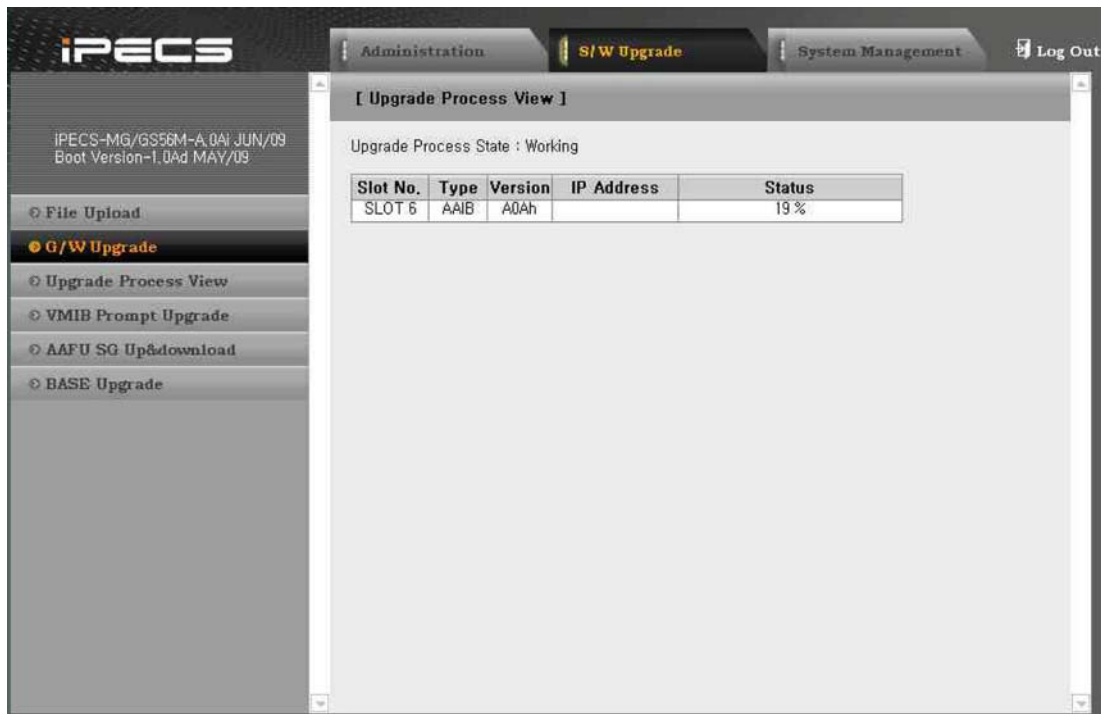 iPECS
Administration
S/W Upgrade
System Management
Log Out
iPECS-MG/GS56M-A.0Ai JUN/09
Boot Version-1.0Ad MAY/09
File Upload
G/W Upgrade
Upgrade Process View
VMIB Prompt Upgrade
AAFU SG Up&download
BASE Upgrade
[ Upgrade Process View ]
Upgrade Process State : Working
Slot No. Type Version IP Address Status
SLOT 6 AAIB A0Ah 19 %